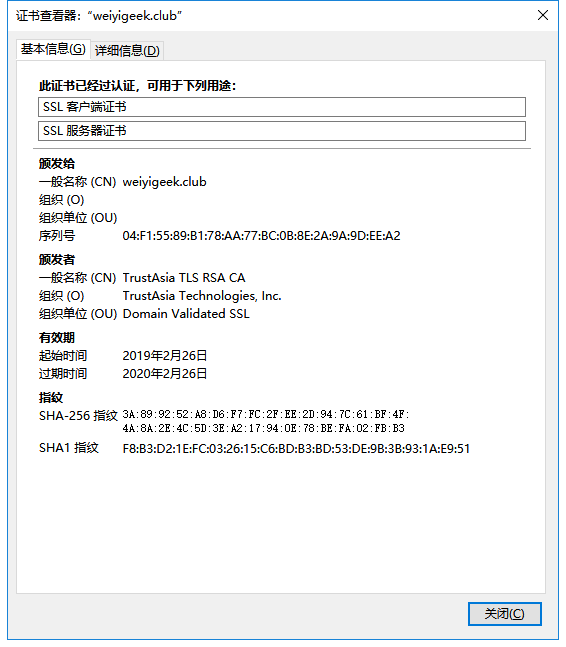 证书查看器：“weiyigeek.club”
基本信息(G) 详细信息(D)
此证书已经过认证，可用于下列用途：
SSL 客户端证书
SSL 服务器证书
颁发给
一般名称 (CN) weiyigeek.club
组织 (O)
组织单位 (OU)
序列号 04:F1:55:89:B1:78:AA:77:BC:0B:8E:2A:9A:9D:EE:A2
颁发者
一般名称 (CN) TrustAsia TLS RSA CA
组织 (O) TrustAsia Technologies, Inc.
组织单位 (OU) Domain Validated SSL
有效期
起始时间 2019年2月26日
过期时间 2020年2月26日
指纹
SHA-256 指纹 3A:89:92:52:A8:D6:F7:FC:2F:EE:2D:94:7C:61:BF:4F:
4A:8A:2E:4C:5D:3E:A2:17:94:0E:78:BE:FA:02:FB:B3
SHA1 指纹 F8:B3:D2:1E:FC:03:26:15:C6:BD:B3:BD:53:DE:9B:3B:93:1A:E9:51
关闭(C)